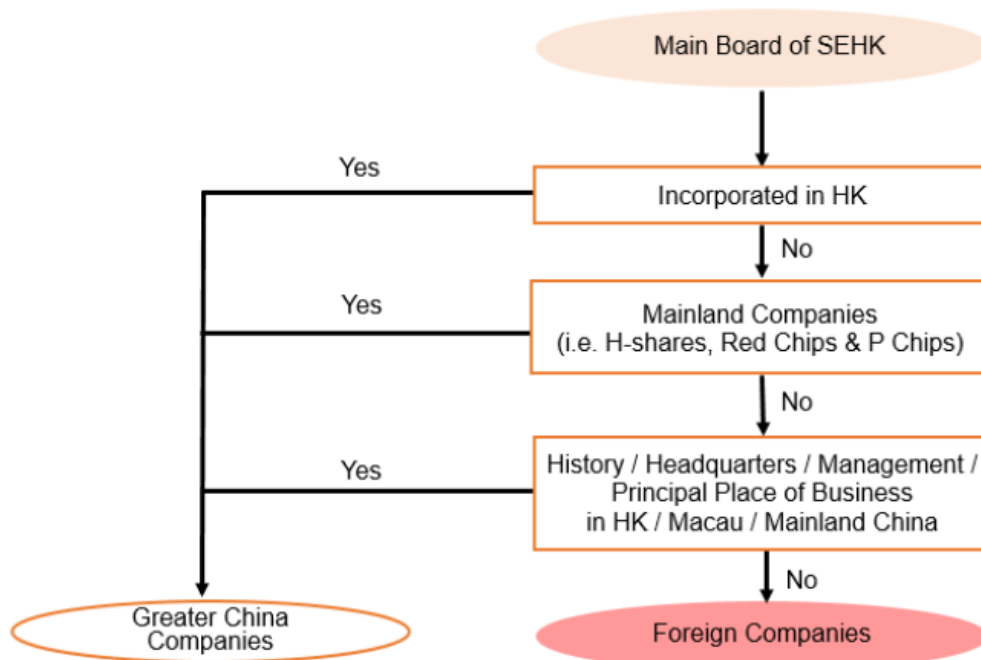 Main Board of SEHK
Yes
Incorporated in HK
No
Yes
Mainland Companies
(i.e. H-shares, Red Chips & P Chips)
No
Yes
History / Headquarters / Management /
Principal Place of Business
in HK / Macau / Mainland China
No
Greater China
Companies
Foreign Companies